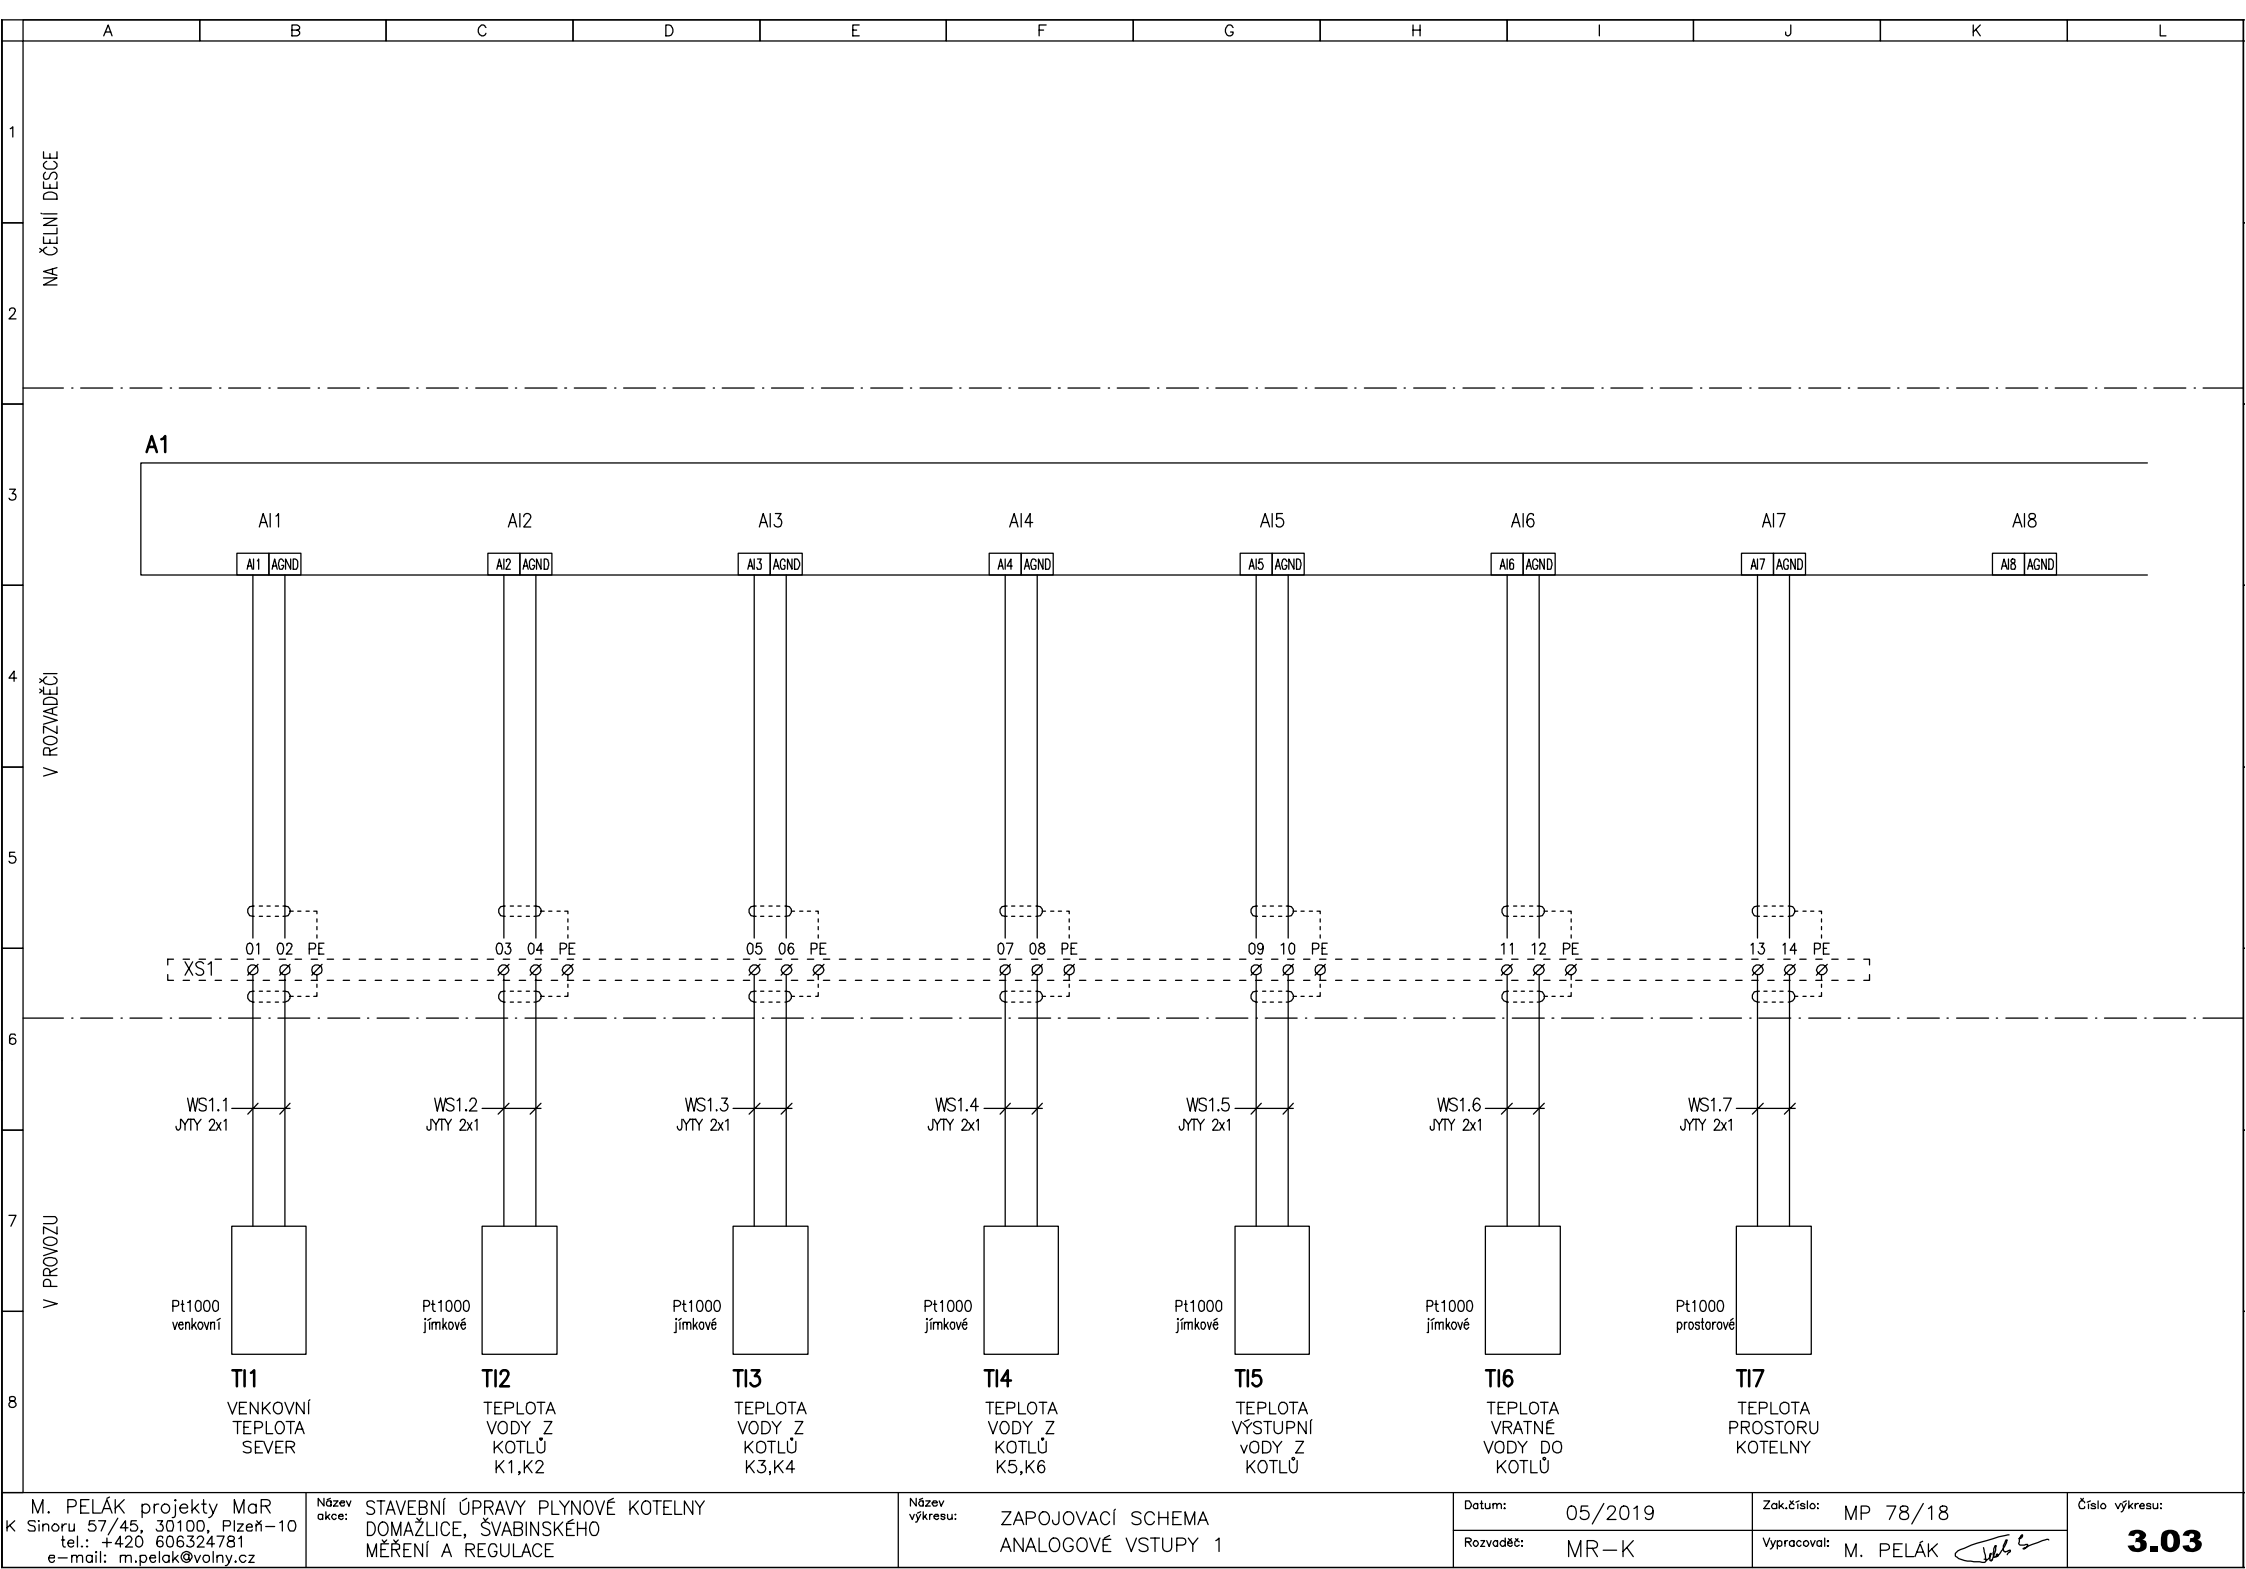 A B C D E F G H I J K L
1
2
3
4
5
6
7
8
NA ČELNÍ DESCE
V ROZVADĚČI
V PROVOZU
A1
AI1 AI2 AI3 AI4 AI5 AI6 AI7 AI8
AI1 AGND AI2 AGND AI3 AGND AI4 AGND AI5 AGND AI6 AGND AI7 AGND AI8 AGND
01 02 PE 03 04 PE 05 06 PE 07 08 PE 09 10 PE 11 12 PE 13 14 PE
XS1
WS1.1 WS1.2 WS1.3 WS1.4 WS1.5 WS1.6 WS1.7
JYTY 2x1 JYTY 2x1 JYTY 2x1 JYTY 2x1 JYTY 2x1 JYTY 2x1 JYTY 2x1
Pt1000
venkovní
Pt1000
jímkové
Pt1000
jímkové
Pt1000
jímkové
Pt1000
jímkové
Pt1000
jímkové
Pt1000
prostorové
TI1
VENKOVNÍ
TEPLOTA
SEVER
TI2
TEPLOTA
VODY Z
KOTLŮ
K1,K2
TI3
TEPLOTA
VODY Z
KOTLŮ
K3,K4
TI4
TEPLOTA
VODY Z
KOTLŮ
K5,K6
TI5
TEPLOTA
VÝSTUPNÍ
vODY Z
KOTLŮ
TI6
TEPLOTA
VRATNÉ
VODY DO
KOTLŮ
TI7
TEPLOTA
PROSTORU
KOTELNY
M. PELÁK projekty MaR
K Sinoru 57/45, 30100, Plzeň-10
tel.: +420 606324781
e-mail: m.pelak@volny.cz
Název
akce:
STAVEBNÍ ÚPRAVY PLYNOVÉ KOTELNY
DOMAŽLICE, ŠVABINSKÉHO
MĚŘENÍ A REGULACE
Název
výkresu:
ZAPOJOVACÍ SCHEMA
ANALOGOVÉ VSTUPY 1
Datum: 05/2019
Rozvaděč: MR-K
Zak.číslo: MP 78/18
Vypracoval: M. PELÁK
Číslo výkresu:
3.03